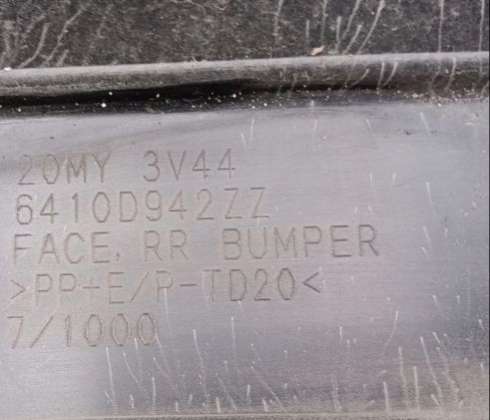 20MY 3V44
6410D942ZZ
FACE, RR BUMPER
>PP+E/P-TD20<
7/1000